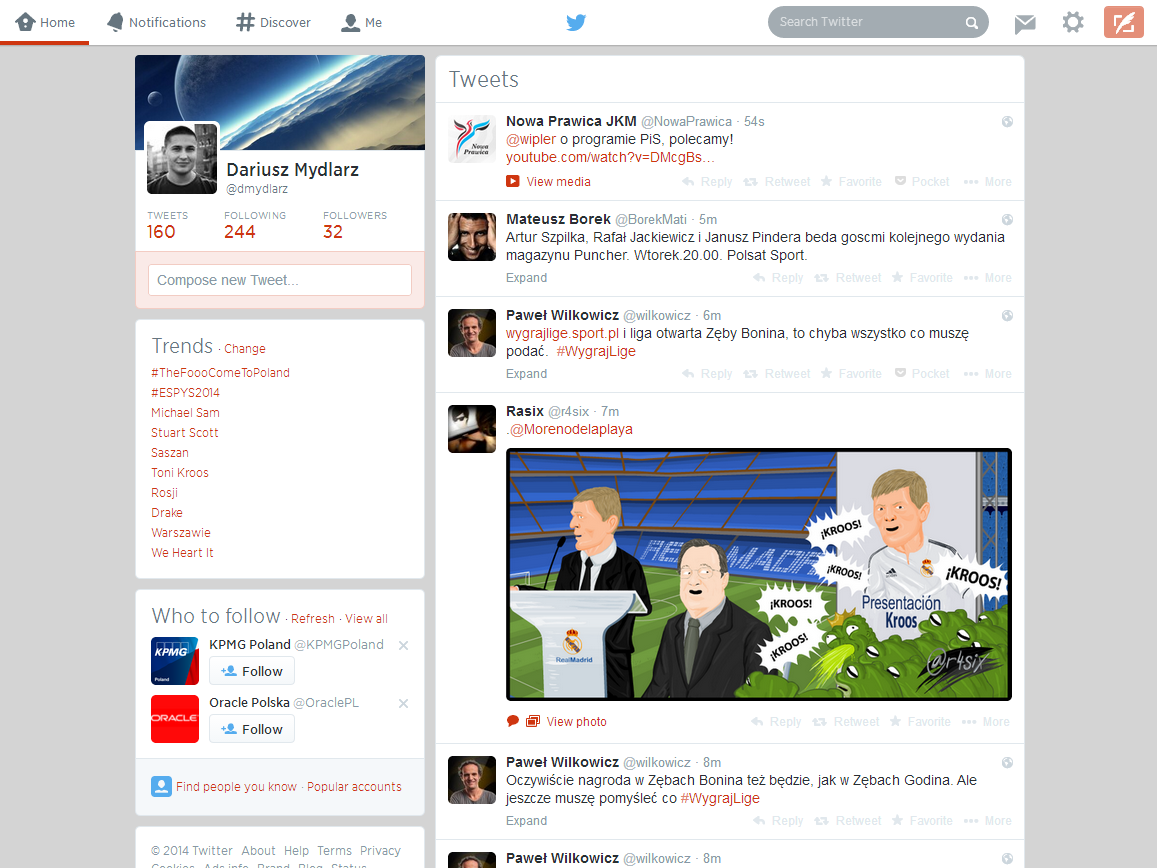 Home
Notifications
Discover
Me
Search Twitter
Dariusz Mydlarz
@dmydlarz
TWEETS
FOLLOWING
FOLLOWERS
160
244
32
Compose new Tweet...
Trends · Change
#TheFoooComeToPoland
#ESPYS2014
Michael Sam
Stuart Scott
Saszan
Toni Kroos
Rosji
Drake
Warszawie
We Heart It
Who to follow · Refresh · View all
KPMG
Poland
KPMG Poland @KPMGPoland
Follow
ORACLE
Oracle Polska @OraclePL
Follow
Find people you know · Popular accounts
© 2014 Twitter About Help Terms Privacy
Cookies Ads info Brand Blog Status
Tweets
Nowa
Prawica
Nowa Prawica JKM @NowaPrawica · 54s
@wipler o programie PiS, polecamy!
youtube.com/watch?v=DMcgBs…
View media
Reply Retweet Favorite Pocket More
Mateusz Borek @BorekMati · 5m
Artur Szpilka, Rafał Jackiewicz i Janusz Pindera beda goscmi kolejnego wydania
magazynu Puncher. Wtorek.20.00. Polsat Sport.
Expand
Reply Retweet Favorite More
Paweł Wilkowicz @wilkowicz · 6m
wygrajlige.sport.pl i liga otwarta Zęby Bonina, to chyba wszystko co muszę
podać. #WygrajLige
Expand
Reply Retweet Favorite Pocket More
Rasix @r4six · 7m
.@Morenodelaplaya
REAL MADRI
¡KROOS!
¡KROOS!
¡KROOS!
¡KROOS!
¡KROOS!
Presentación
Kroos
RealMadrid
@r4six
View photo
Reply Retweet Favorite More
Paweł Wilkowicz @wilkowicz · 8m
Oczywiście nagroda w Zębach Bonina też będzie, jak w Zębach Godina. Ale
jeszcze muszę pomyśleć co #WygrajLige
Expand
Reply Retweet Favorite More
Paweł Wilkowicz @wilkowicz · 8m